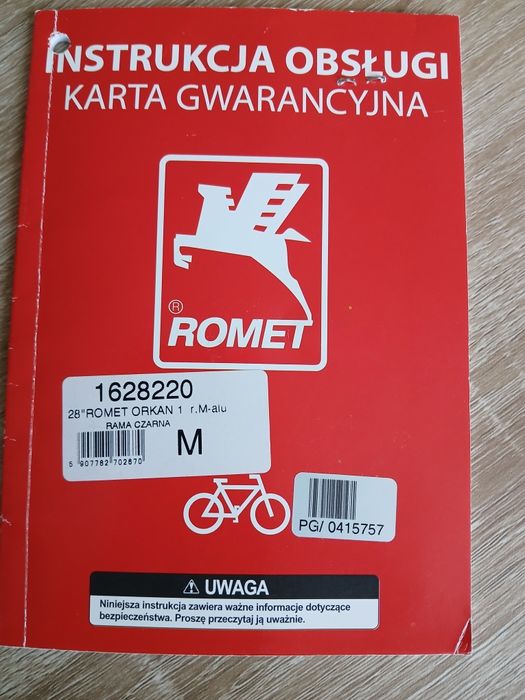 INSTRUKCJA OBSŁUGI
KARTA GWARANCYJNA
®
ROMET
1628220
28"ROMET ORKAN 1 r.M-alu
RAMA CZARNA
M
5 907782 702870
PG/ 0415757
⚠ UWAGA
Niniejsza instrukcja zawiera ważne informacje dotyczące
bezpieczeństwa. Proszę przeczytaj ją uważnie.